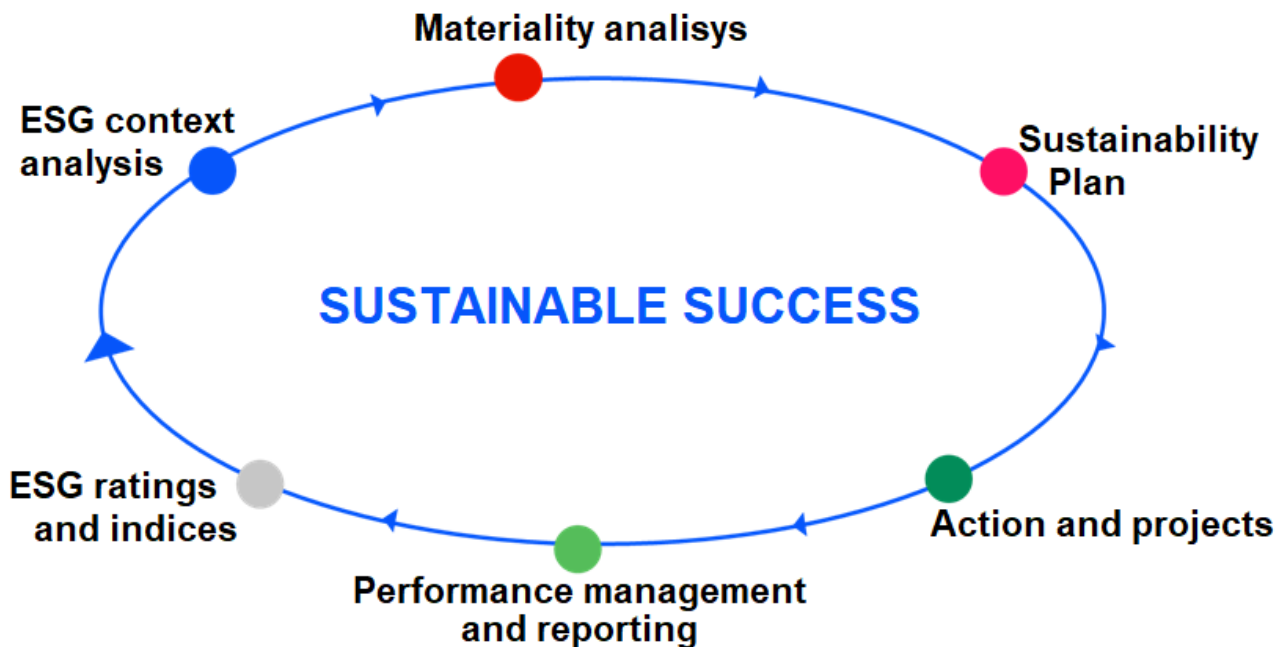 Materiality analisys
ESG context
analysis
Sustainability
Plan
SUSTAINABLE SUCCESS
ESG ratings
and indices
Action and projects
Performance management
and reporting